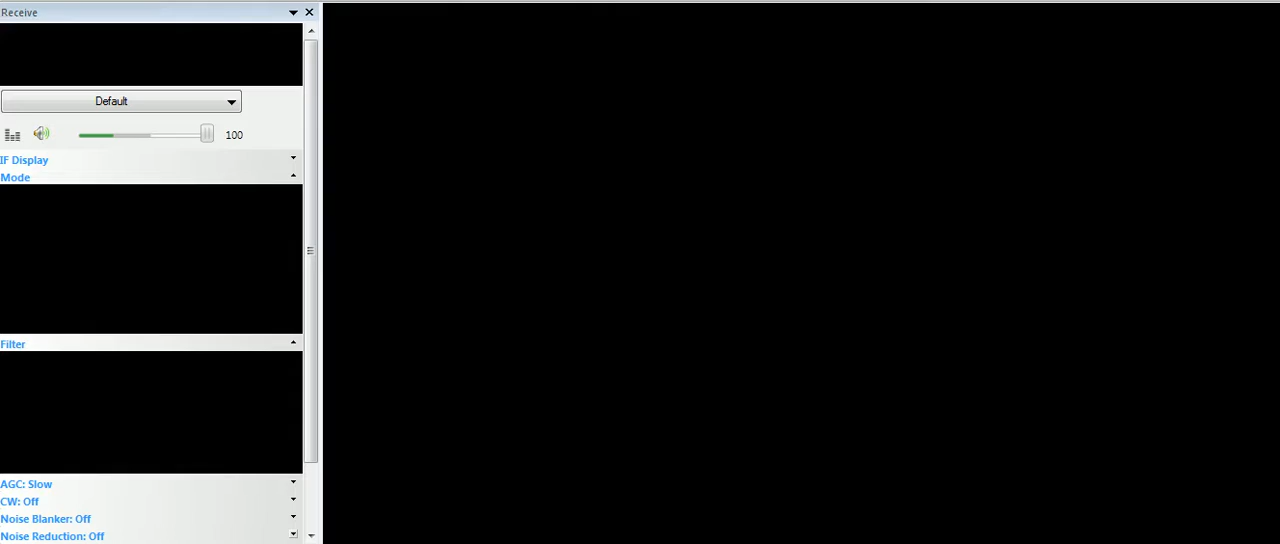 Receive
Default
100
IF Display
Mode
Filter
AGC: Slow
CW: Off
Noise Blanker: Off
Noise Reduction: Off